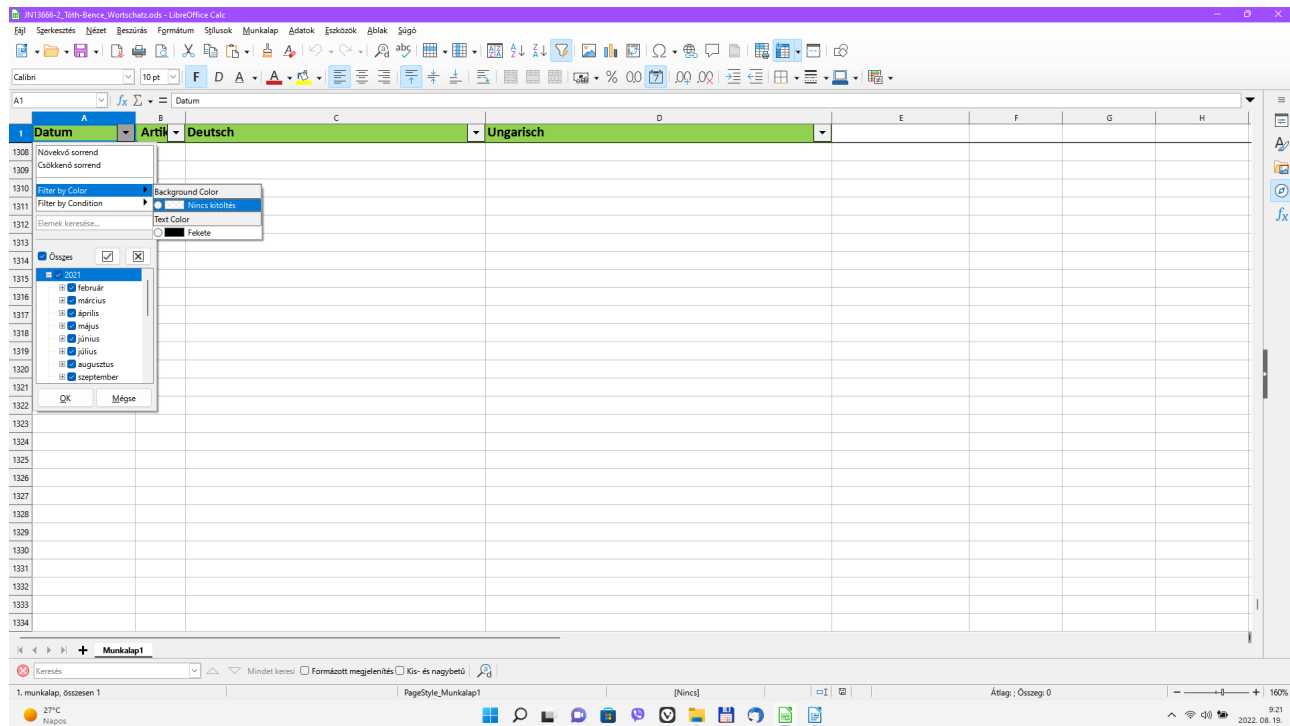 JN13666-2_Tóth-Bence_Wortschatz.ods - LibreOffice Calc
Fájl Szerkesztés Nézet Beszúrás Formátum Stílusok Munkalap Adatok Eszközök Ablak Súgó
Calibri 10 pt F D A
A1 Datum
A B C D E F G H
1 Datum Artik Deutsch Ungarisch
1308
1309
1310
1311
1312
1313
1314
1315
1316
1317
1318
1319
1320
1321
1322
1323
1324
1325
1326
1327
1328
1329
1330
1331
1332
1333
1334
Növekvő sorrend
Csökkenő sorrend
Filter by Color
Filter by Condition
Elemek keresése...
Összes
2021
február
március
április
május
június
július
augusztus
szeptember
OK Mégse
Background Color
Nincs kitöltés
Text Color
Fekete
Munkalap1
Keresés Mindet keresi Formázott megjelenítés Kis- és nagybetű
1. munkalap, összesen 1 PageStyle_Munkalap1 [Nincs] Átlag: ; Összeg: 0 160%
27°C
Napos
9:21
2022. 08. 19.